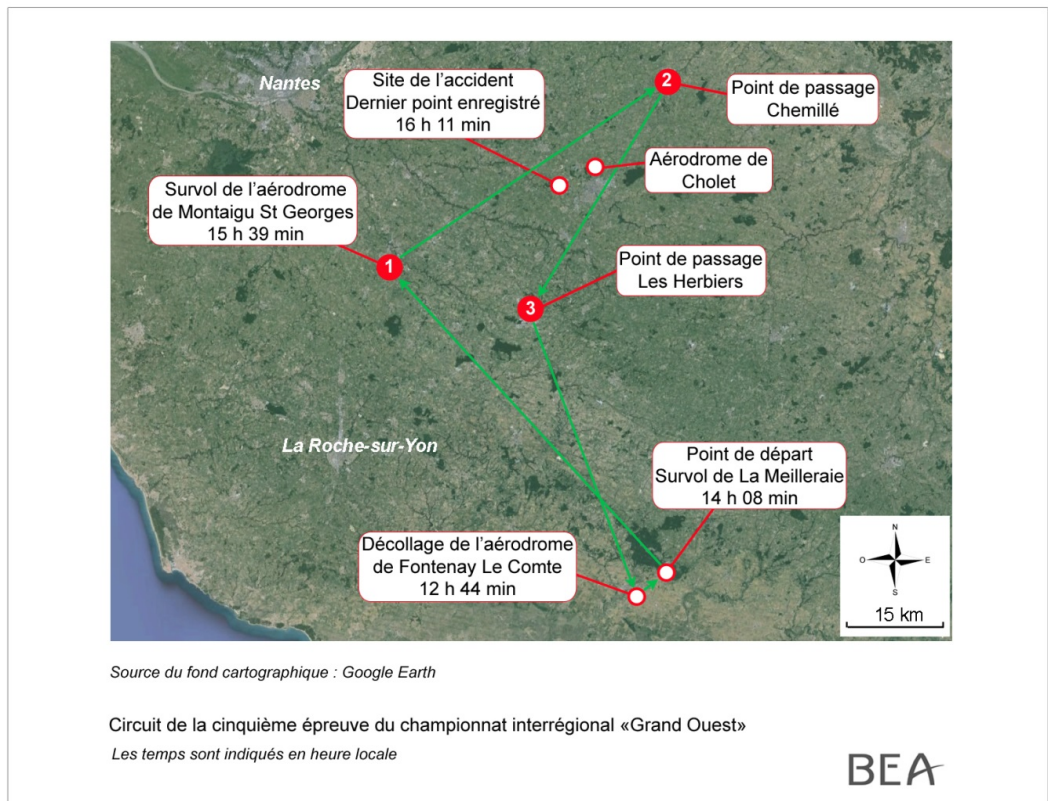 Nantes
Site de l’accident
Dernier point enregistré
16 h 11 min
2
Point de passage
Chemillé
Aérodrome de
Cholet
Survol de l’aérodrome
de Montaigu St Georges
15 h 39 min
1
Point de passage
Les Herbiers
3
La Roche-sur-Yon
Point de départ
Survol de La Meilleraie
14 h 08 min
Décollage de l’aérodrome
de Fontenay Le Comte
12 h 44 min
N
O
E
S
15 km
Source du fond cartographique : Google Earth
Circuit de la cinquième épreuve du championnat interrégional «Grand Ouest»
Les temps sont indiqués en heure locale
BEA